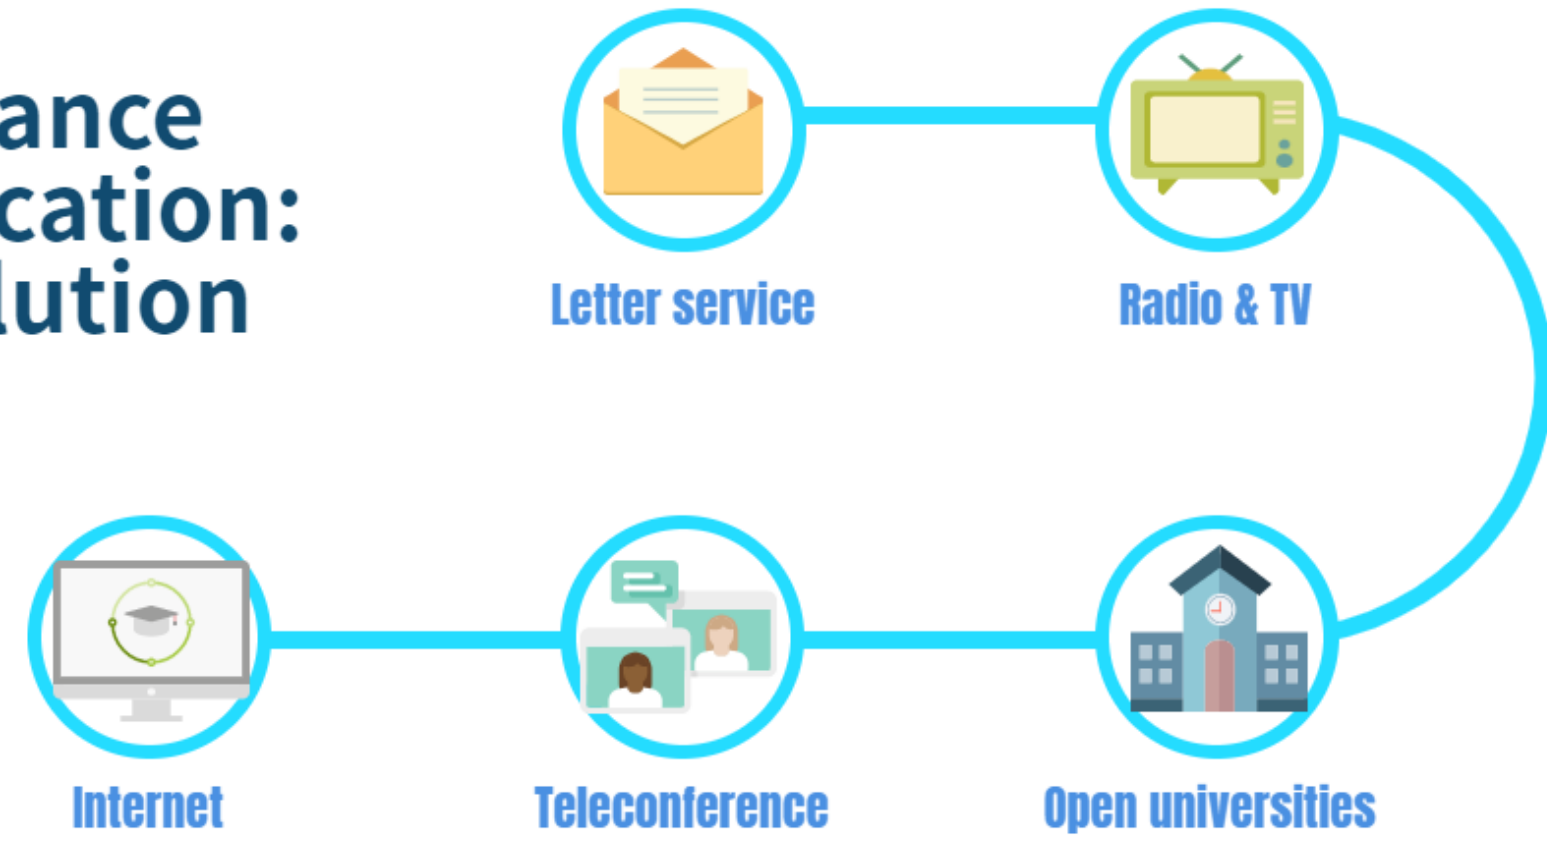 ance
cation:
lution
Letter service
Radio & TV
Internet
Teleconference
Open universities